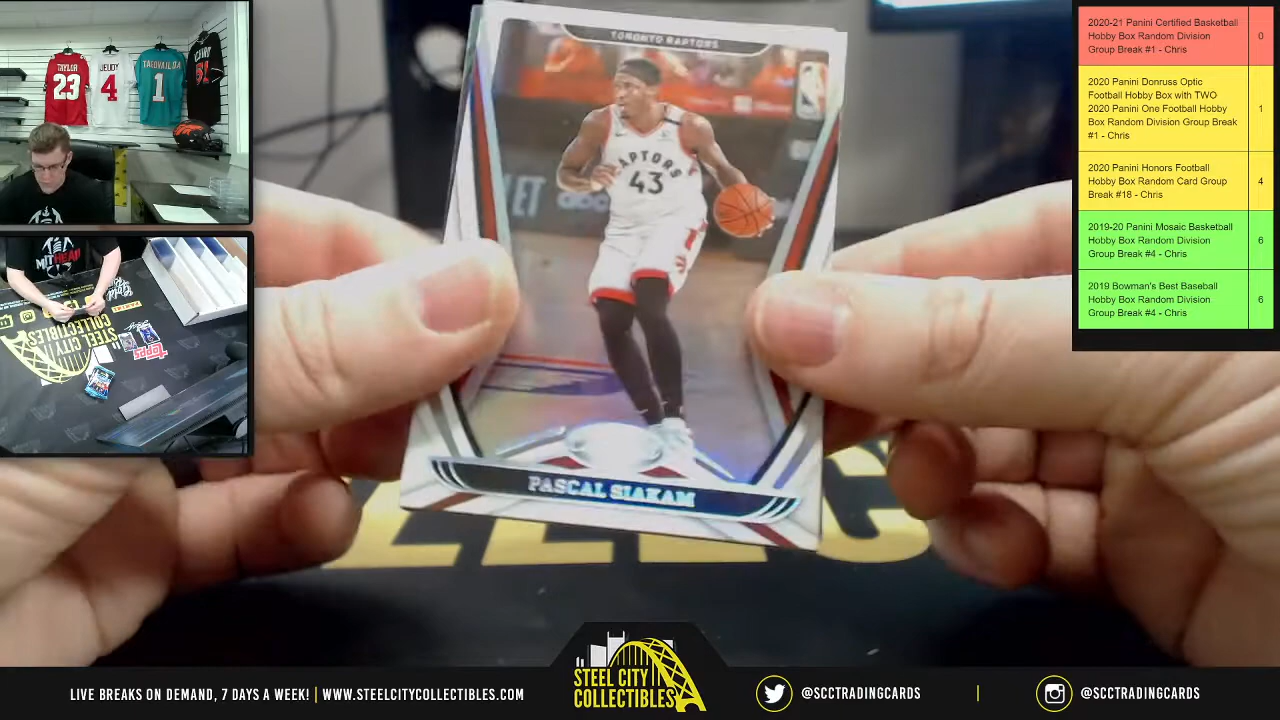 TAYLOR
23
JEUDY
4
TAGOVAILOA
1
51
MITHEAD
STEEL CITY
COLLECTIBLES
Topps
TORONTO RAPTORS
RAPTORS
43
PASCAL SIAKAM
2020-21 Panini Certified Basketball
Hobby Box Random Division
Group Break #1 - Chris
0
2020 Panini Donruss Optic
Football Hobby Box with TWO
2020 Panini One Football Hobby
Box Random Division Group Break
#1 - Chris
1
2020 Panini Honors Football
Hobby Box Random Card Group
Break #18 - Chris
4
2019-20 Panini Mosaic Basketball
Hobby Box Random Division
Group Break #4 - Chris
6
2019 Bowman's Best Baseball
Hobby Box Random Division
Group Break #4 - Chris
6
LIVE BREAKS ON DEMAND, 7 DAYS A WEEK! | WWW.STEELCITYCOLLECTIBLES.COM
STEEL CITY
COLLECTIBLES
@SCCTRADINGCARDS
@SCCTRADINGCARDS